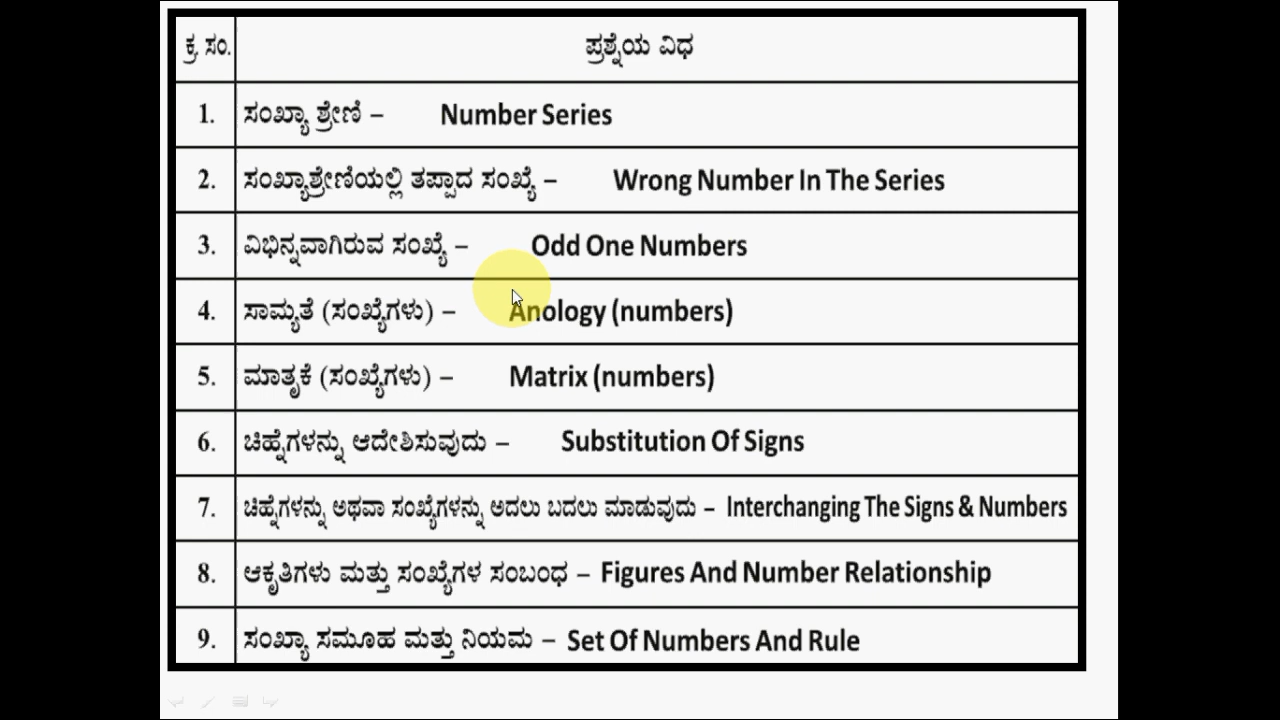 ಕ್ರ. ಸಂ. ಪ್ರಶ್ನೆಯ ವಿಧ
1. ಸಂಖ್ಯಾ ಶ್ರೇಣಿ – Number Series
2. ಸಂಖ್ಯಾಶ್ರೇಣಿಯಲ್ಲಿ ತಪ್ಪಾದ ಸಂಖ್ಯೆ – Wrong Number In The Series
3. ವಿಭಿನ್ನವಾಗಿರುವ ಸಂಖ್ಯೆ – Odd One Numbers
4. ಸಾಮ್ಯತೆ (ಸಂಖ್ಯೆಗಳು) – Anology (numbers)
5. ಮಾತೃಕೆ (ಸಂಖ್ಯೆಗಳು) – Matrix (numbers)
6. ಚಿಹ್ನೆಗಳನ್ನು ಆದೇಶಿಸುವುದು – Substitution Of Signs
7. ಚಿಹ್ನೆಗಳನ್ನು ಅಥವಾ ಸಂಖ್ಯೆಗಳನ್ನು ಅದಲು ಬದಲು ಮಾಡುವುದು – Interchanging The Signs & Numbers
8. ಆಕೃತಿಗಳು ಮತ್ತು ಸಂಖ್ಯೆಗಳ ಸಂಬಂಧ – Figures And Number Relationship
9. ಸಂಖ್ಯಾ ಸಮೂಹ ಮತ್ತು ನಿಯಮ – Set Of Numbers And Rule